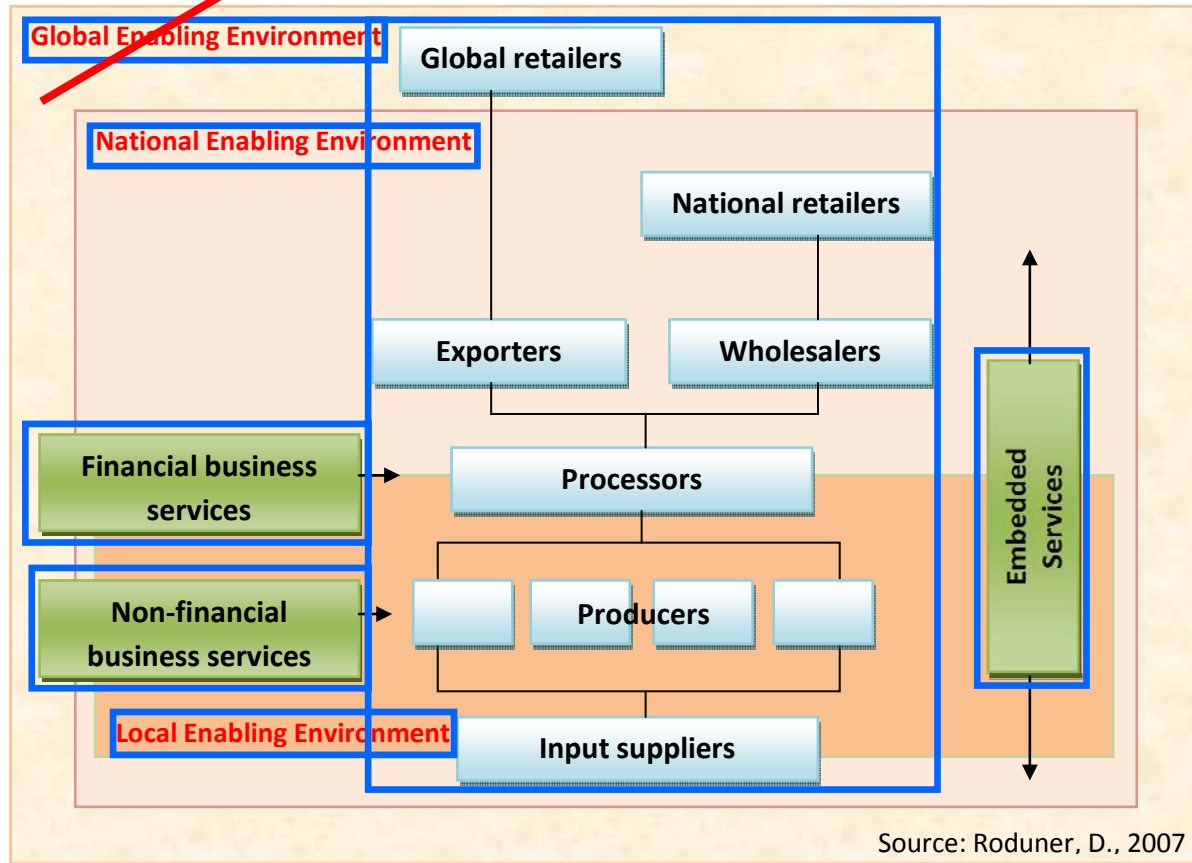 Global Enabling Environment
Global retailers
National Enabling Environment
National retailers
Exporters
Wholesalers
Financial business
services
Processors
Embedded
Services
Non-financial
business services
Producers
Local Enabling Environment
Input suppliers
Source: Roduner, D., 2007